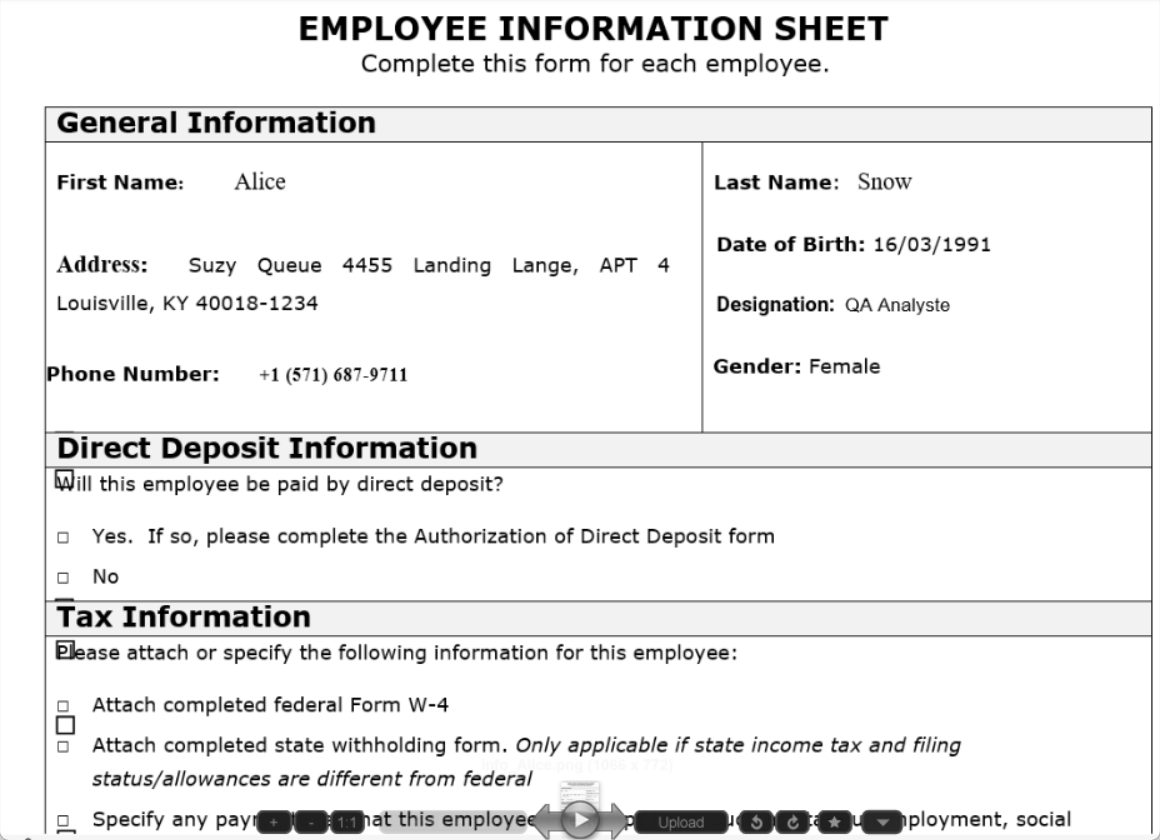 EMPLOYEE INFORMATION SHEET
Complete this form for each employee.
General Information
First Name: Alice
Last Name: Snow
Date of Birth: 16/03/1991
Address: Suzy Queue 4455 Landing Lange, APT 4
Louisville, KY 40018-1234
Designation: QA Analyste
Phone Number: +1 (571) 687-9711
Gender: Female
Direct Deposit Information
Will this employee be paid by direct deposit?
Yes. If so, please complete the Authorization of Direct Deposit form
No
Tax Information
Please attach or specify the following information for this employee:
Attach completed federal Form W-4
Attach completed state withholding form. Only applicable if state income tax and filing
status/allowances are different from federal
info_Alice.png (1086 x 772)
Specify any that this employee social
+ - 1:1 Upload